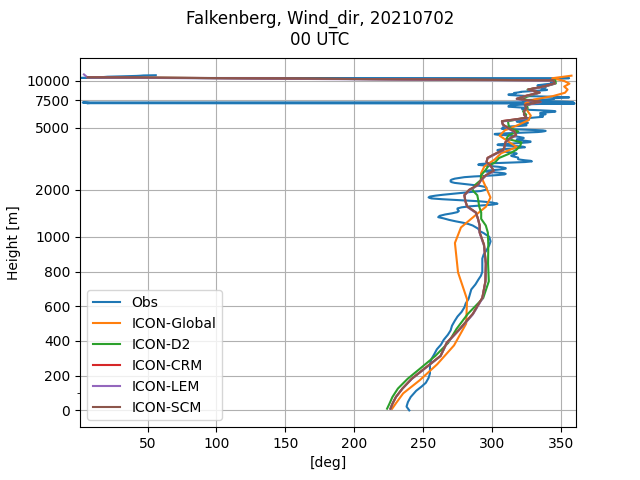 Falkenberg, Wind_dir, 20210702
00 UTC
Height [m]
10000
7500
5000
2000
1000
800
600
400
200
0
Obs
ICON-Global
ICON-D2
ICON-CRM
ICON-LEM
ICON-SCM
50 100 150 200 250 300 350
[deg]